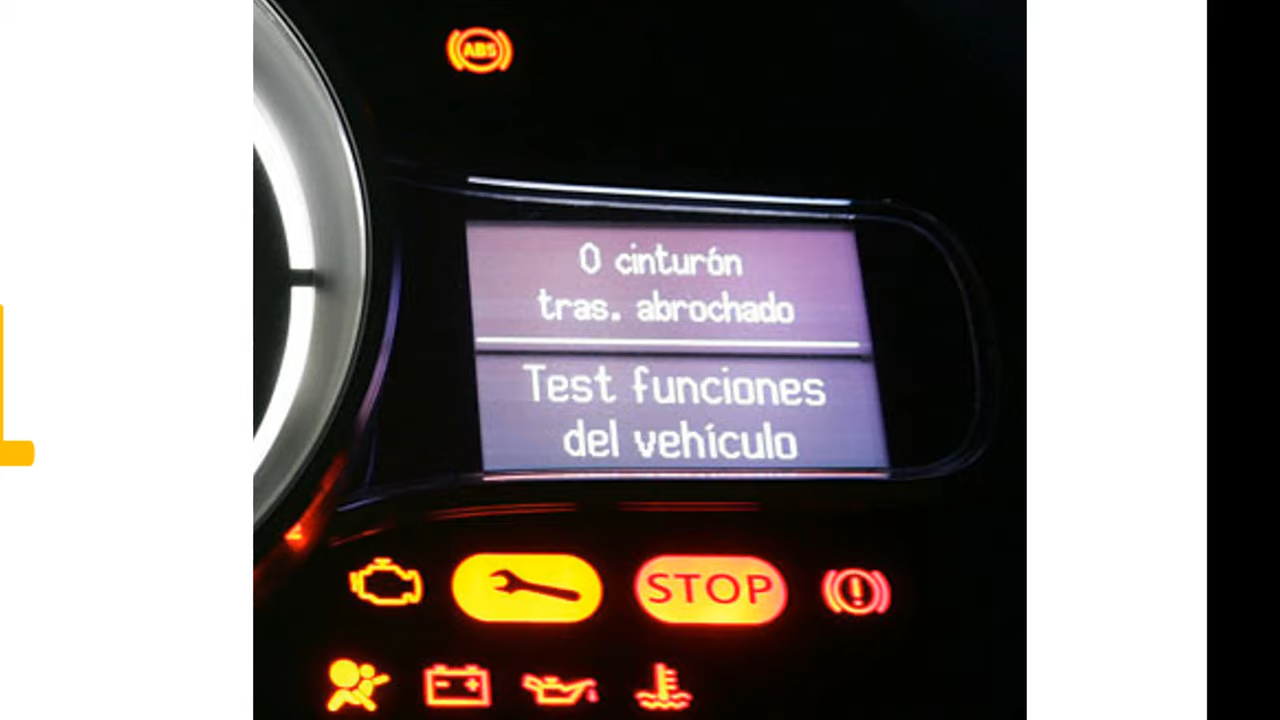 ABS
0 cinturón
tras. abrochado
Test funciones
del vehículo
STOP